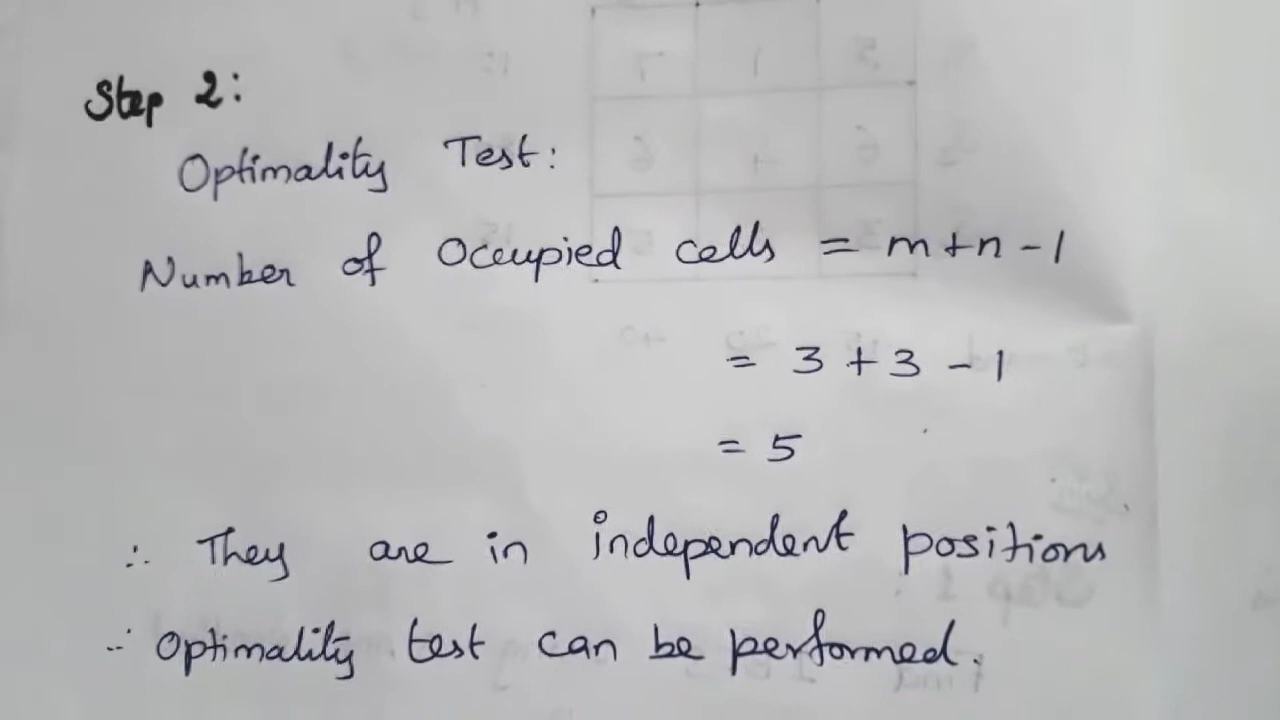 Step 2:
Optimality Test:
Number of Occupied cells = m+n-1
= 3+3-1
= 5
∴ They are in independent positions
∴ Optimality test can be performed.